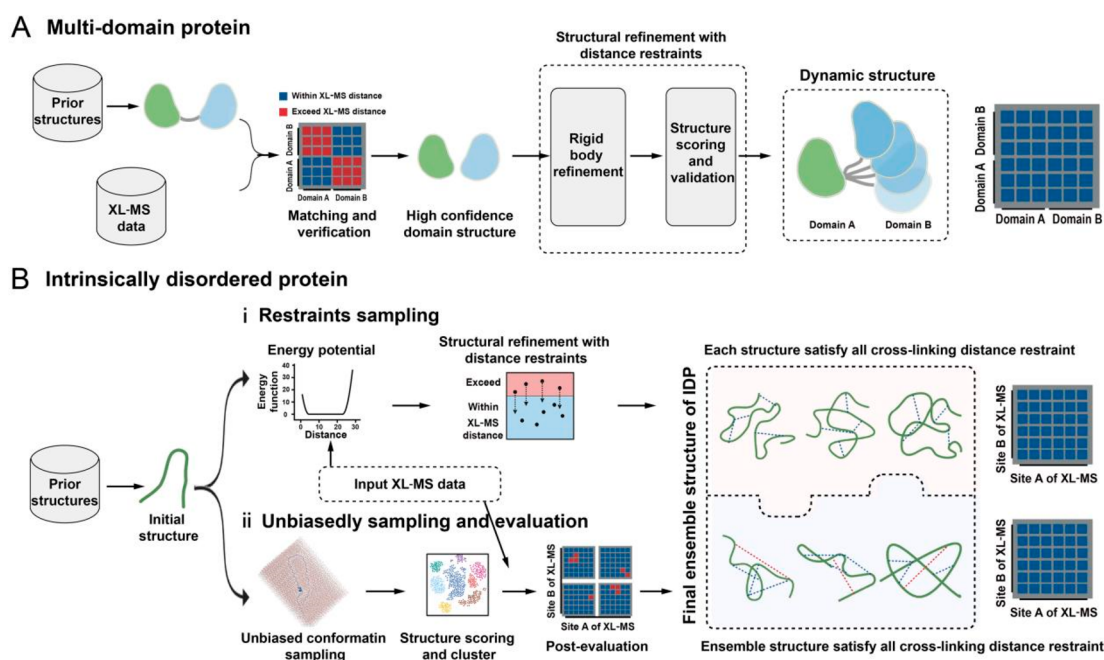 A Multi-domain protein
Prior
structures
XL-MS
data
Within XL-MS distance
Exceed XL-MS distance
Domain B
Domain A
Domain A
Domain B
Matching and
verification
High confidence
domain structure
Structural refinement with
distance restraints
Rigid
body
refinement
Structure
scoring and
validation
Dynamic structure
Domain A
Domain B
Domain B
Domain A
Domain A
Domain B
B Intrinsically disordered protein
Prior
structures
Initial
structure
i Restraints sampling
Energy potential
Energy
function
40
30
20
10
0
0
10
20
30
Distance
Structural refinement with
distance restraints
Exceed
Within
XL-MS
distance
Input XL-MS data
ii Unbiasedly sampling and evaluation
Unbiased conformatin
sampling
Structure scoring
and cluster
Site B of XL-MS
Site A of XL-MS
Post-evaluation
Final ensemble structure of IDP
Each structure satisfy all cross-linking distance restraint
Site B of XL-MS
Site A of XL-MS
Site B of XL-MS
Site A of XL-MS
Ensemble structure satisfy all cross-linking distance restraint